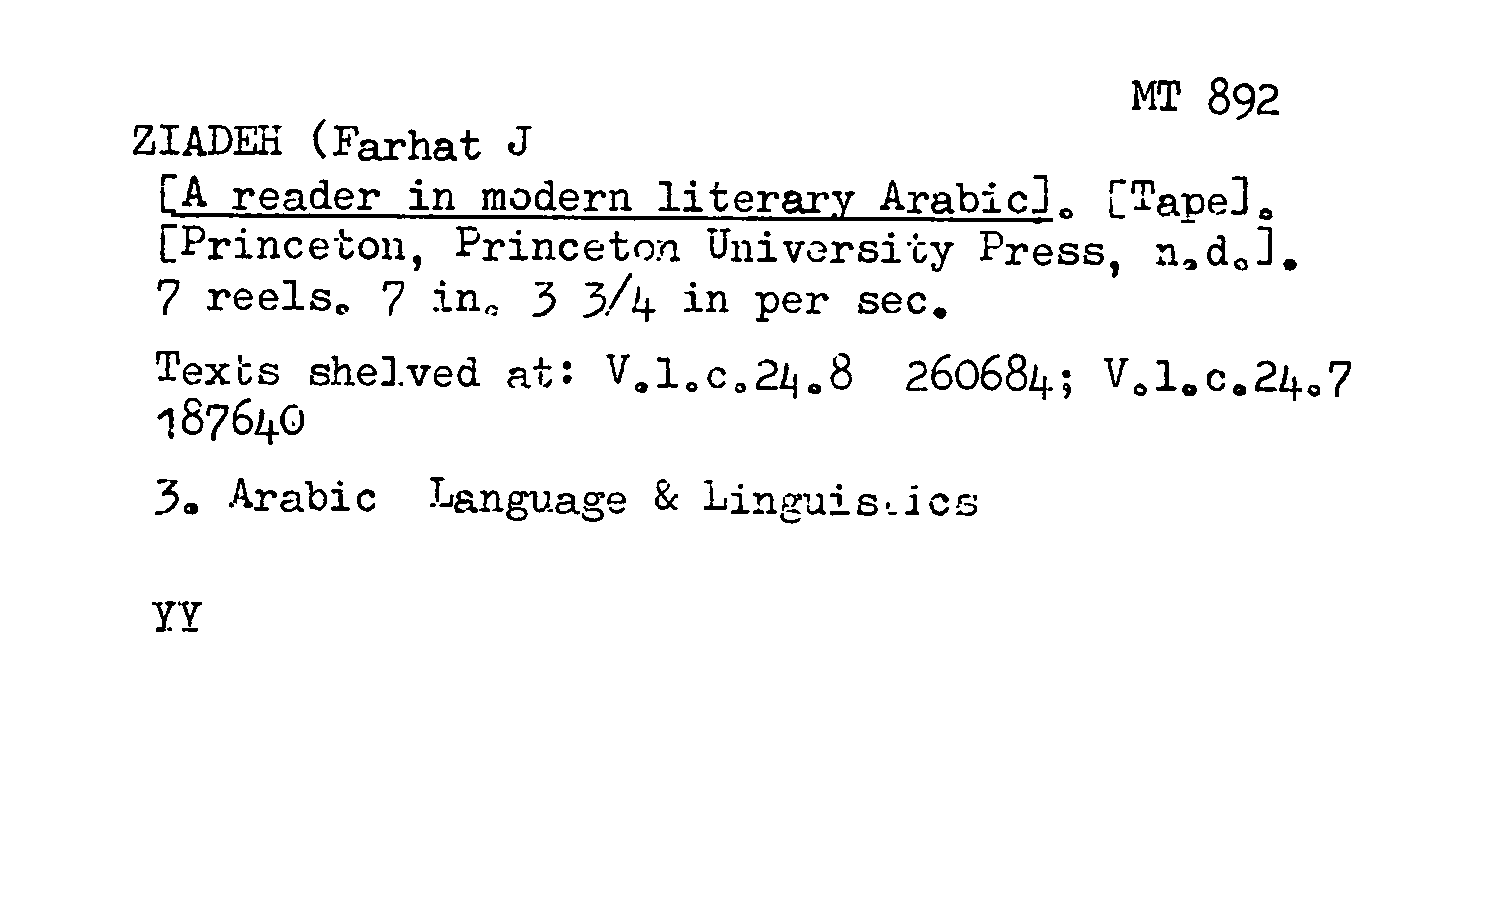 MT 892
ZIADEH (Farhat J
[A reader in modern literary Arabic]. [Tape].
[Princeton, Princeton University Press, n.d.].
7 reels. 7 in. 3 3/4 in per sec.
Texts shelved at: V.l.c.24.8 260684; V.l.c.24.7
187640
3. Arabic Language & Linguistics
YY